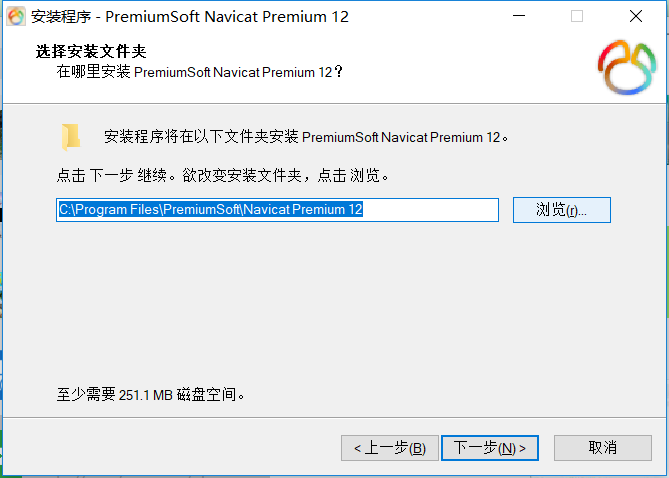 安装程序 - PremiumSoft Navicat Premium 12
选择安装文件夹
在哪里安装 PremiumSoft Navicat Premium 12？
安装程序将在以下文件夹安装 PremiumSoft Navicat Premium 12。
点击 下一步 继续。欲改变安装文件夹，点击 浏览。
C:\Program Files\PremiumSoft\Navicat Premium 12
浏览(r)...
至少需要 251.1 MB 磁盘空间。
< 上一步(B)
下一步(N) >
取消